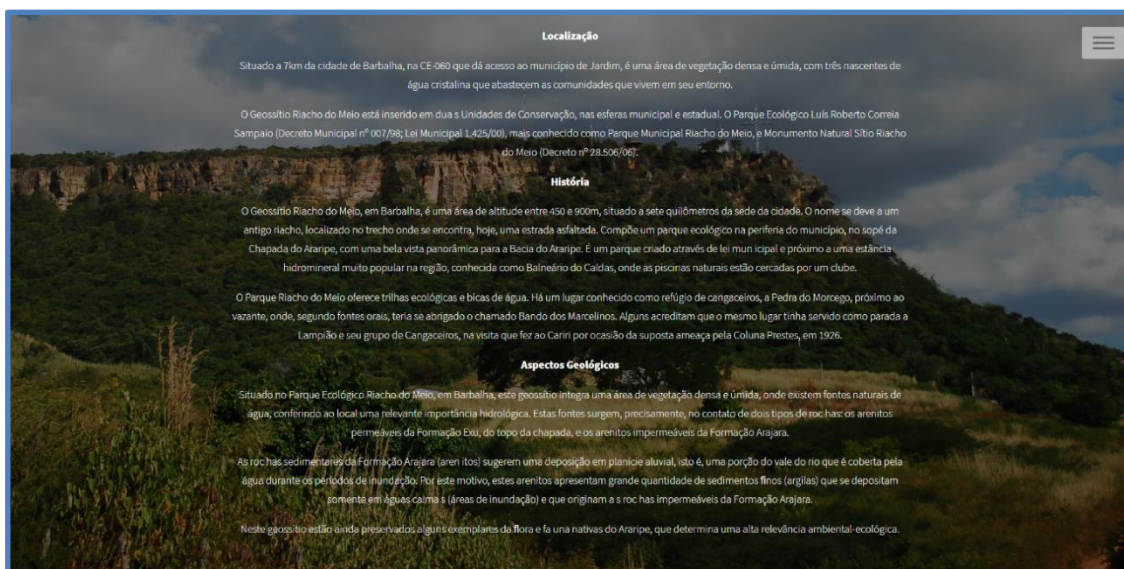 Localização
Situado a 7km da cidade de Barbalha, na CE-060 que dá acesso ao município de Jardim, é uma área de vegetação densa e úmida, com três nascentes de
água cristalina que abastecem as comunidades que vivem em seu entorno.
O Geossítio Riacho do Meio está inserido em dua s Unidades de Conservação, nas esferas municipal e estadual. O Parque Ecológico Luís Roberto Correia
Sampaio (Decreto Municipal nº 007/98; Lei Municipal 1,425/00), mais conhecido como Parque Municipal Riacho do Meio, e Monumento Natural Sítio Riacho
do Meio (Decreto nº 28.506/06).
História
O Geossítio Riacho do Meio, em Barbalha, é uma área de altitude entre 450 e 900m, situado a sete quilômetros da sede da cidade. O nome se deve a um
antigo riacho, localizado no trecho onde se encontra, hoje, uma estrada asfaltada. Compõe um parque ecológico na periferia do município, no sopé da
Chapada do Araripe, com uma bela vista panorâmica para a Bacia do Araripe. É um parque criado através de lei mun icipal e próximo a uma estância
hidromineral muito popular na região, conhecida como Balneário do Caldas, onde as piscinas naturais estão cercadas por um clube.
O Parque Riacho do Meio oferece trilhas ecológicas e bicas de água. Há um lugar conhecido como refúgio de cangaceiros, a Pedra do Morcego, próximo ao
vazante, onde, segundo fontes orais, teria se abrigado o chamado Bando dos Marcelinos. Alguns acreditam que o mesmo lugar tinha servido como parada a
Lampião e seu grupo de Cangaceiros, na visita que fez ao Cariri por ocasião da suposta ameaça pela Coluna Prestes, em 1926.
Aspectos Geológicos
Situado no Parque Ecológico Riacho do Meio, em Barbalha, este geossítio integra uma área de vegetação densa e úmida, onde existem fontes naturais de
água, conferindo ao local uma relevante importância hidrológica. Estas fontes surgem, precisamente, no contato de dois tipos de roc has: os arenitos
permeáveis da Formação Exu, do topo da chapada, e os arenitos impermeáveis da Formação Arajara.
As roc has sedimentares da Formação Arajara (aren itos) sugerem uma deposição em planície aluvial, isto é, uma porção do vale do rio que é coberta pela
água durante os períodos de inundação. Por este motivo, estes arenitos apresentam grande quantidade de sedimentos finos (argilas) que se depositam
somente em águas calma s (áreas de inundação) e que originam a s roc has impermeáveis da Formação Arajara.
Neste geossítio estão ainda preservados alguns exemplares da flora e fa una nativas do Araripe, que determina uma alta relevância ambiental-ecológica.